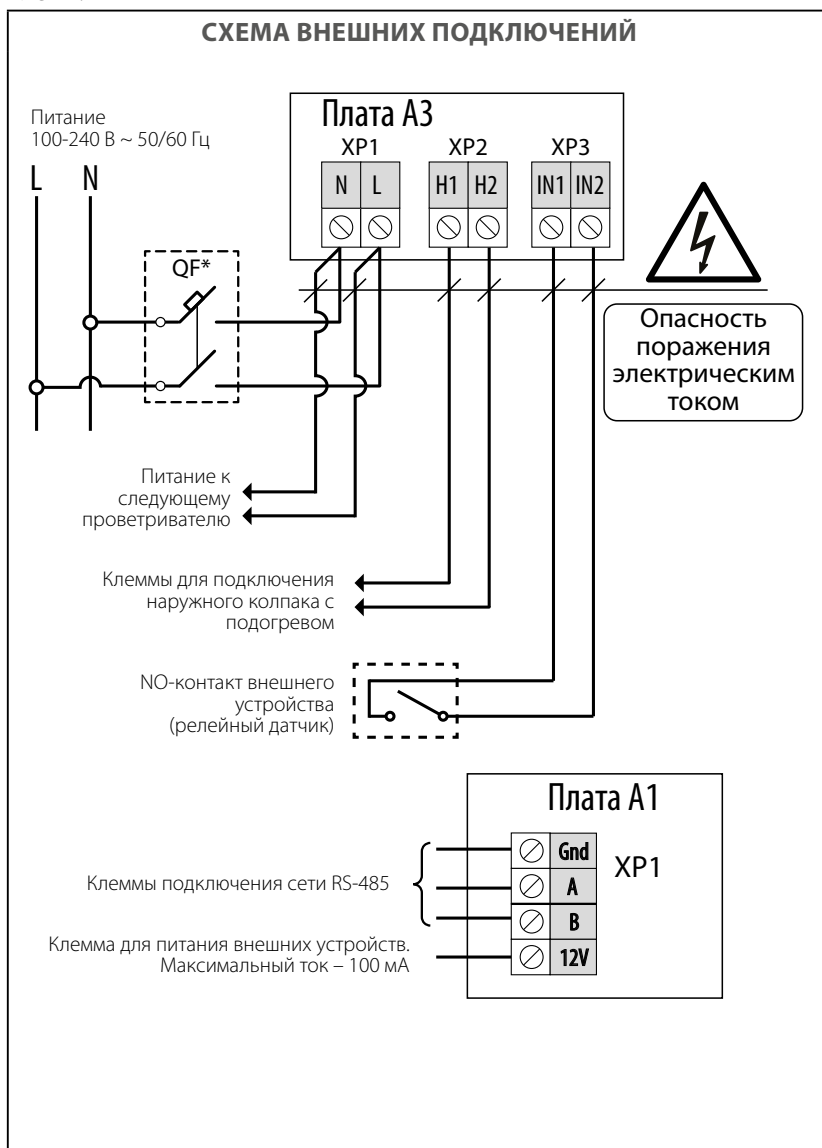 СХЕМА ВНЕШНИХ ПОДКЛЮЧЕНИЙ
Питание
100-240 В ~ 50/60 Гц
L N
Плата А3
XP1 XP2 XP3
N L H1 H2 IN1 IN2
QF*
Опасность
поражения
электрическим
током
Питание к
следующему
проветривателю
Клеммы для подключения
наружного колпака с
подогревом
NO-контакт внешнего
устройства
(релейный датчик)
Плата А1
XP1
Gnd
A
B
12V
Клеммы подключения сети RS-485
Клемма для питания внешних устройств.
Максимальный ток – 100 мА